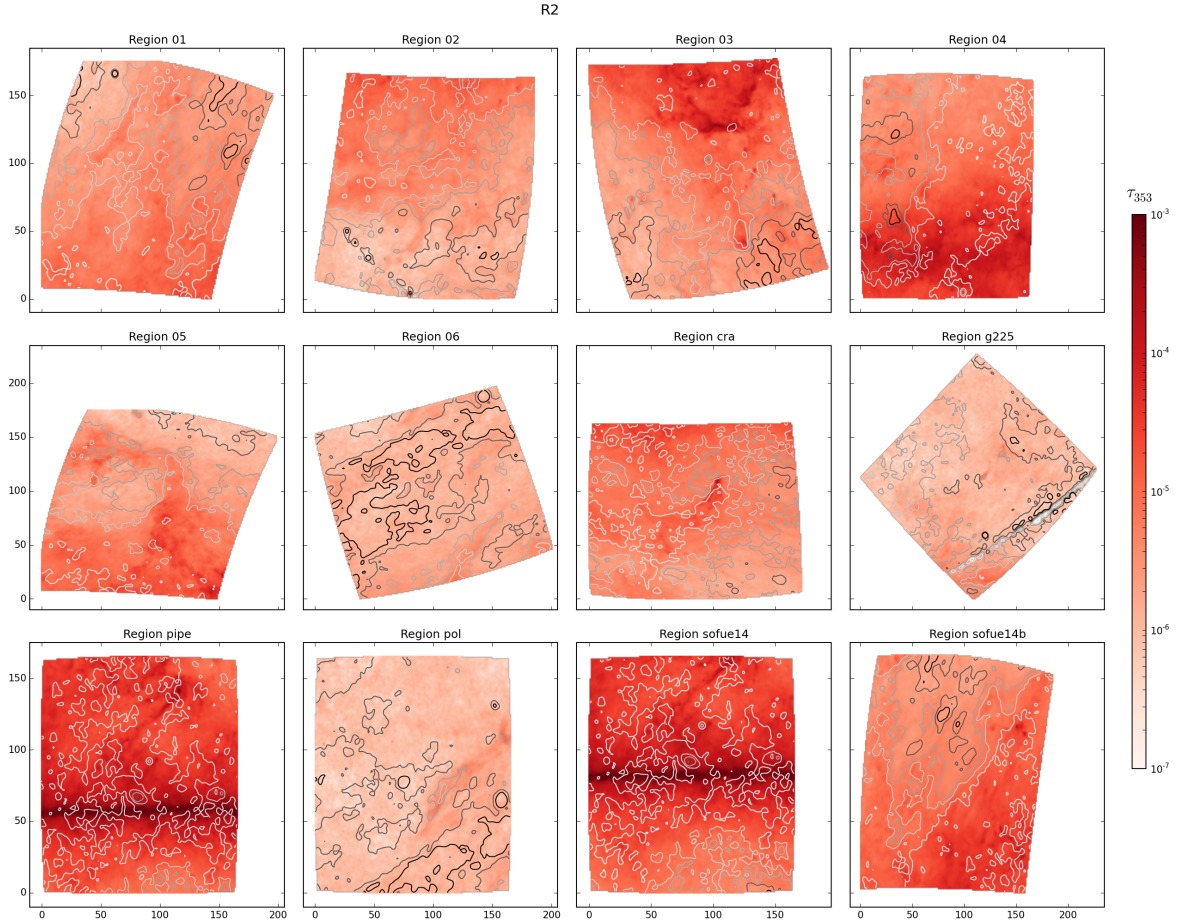 R2
Region 01
Region 02
Region 03
Region 04
150
100
50
0
τ353
10^-3
10^-4
10^-5
10^-6
10^-7
Region 05
Region 06
Region cra
Region g225
200
150
100
50
0
Region pipe
Region pol
Region sofue14
Region sofue14b
150
100
50
0
0 50 100 150 200
0 50 100 150 200
0 50 100 150 200
0 50 100 150 200